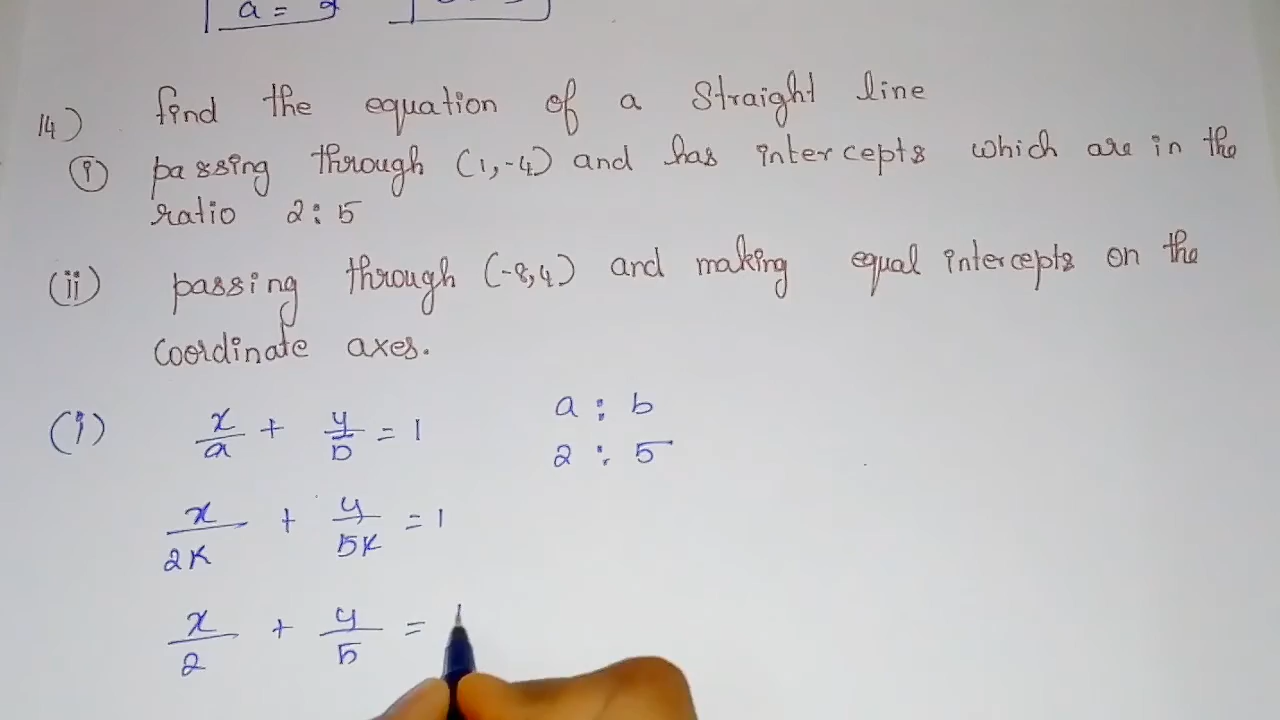 a =
14) find the equation of a straight line
(i) passing through (1,-4) and has intercepts which are in the
ratio 2:5
(ii) passing through (-8,4) and making equal intercepts on the
coordinate axes.
(i) x/a + y/b = 1 a : b
2 : 5
x/2k + y/5k = 1
x/2 + y/5 =